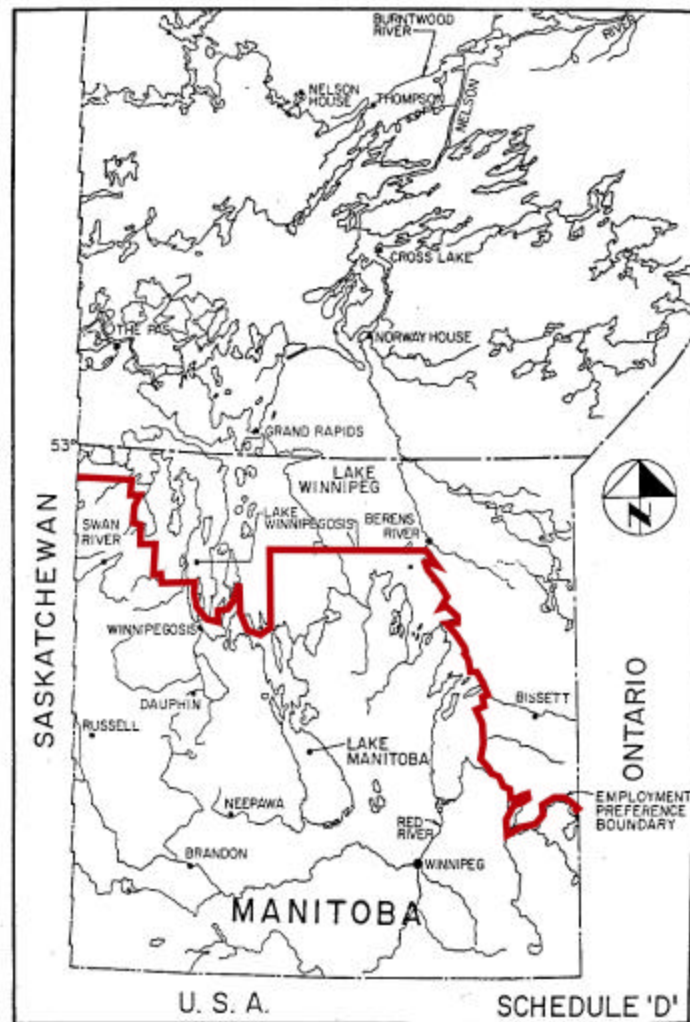 BURNTWOOD
RIVER
RIVER
NELSON
HOUSE
THOMPSON
NELSON
CROSS LAKE
THE PAS
NORWAY HOUSE
GRAND RAPIDS
53°
LAKE
WINNIPEG
SASKATCHEWAN
SWAN
RIVER
LAKE
WINNIPEGOSIS
BERENS
RIVER
N
WINNIPEGOSIS
DAUPHIN
BISSETT
ONTARIO
RUSSELL
LAKE
MANITOBA
NEEPAWA
RED
RIVER
EMPLOYMENT
PREFERENCE
BOUNDARY
BRANDON
WINNIPEG
MANITOBA
U. S. A.
SCHEDULE 'D'